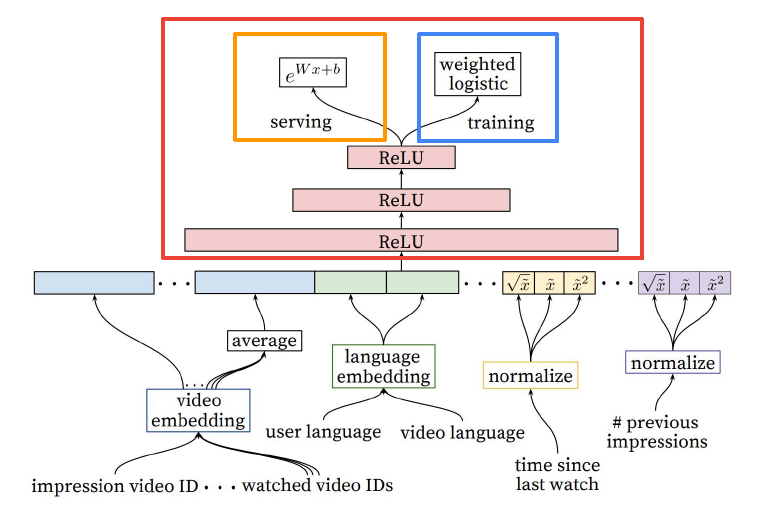 e^{Wx+b}
weighted
logistic
serving
training
ReLU
ReLU
ReLU
√x̃ x̃ x̃²
√x̃ x̃ x̃²
average
language
embedding
normalize
normalize
video
embedding
user language
video language
# previous
impressions
time since
last watch
impression video ID
watched video IDs